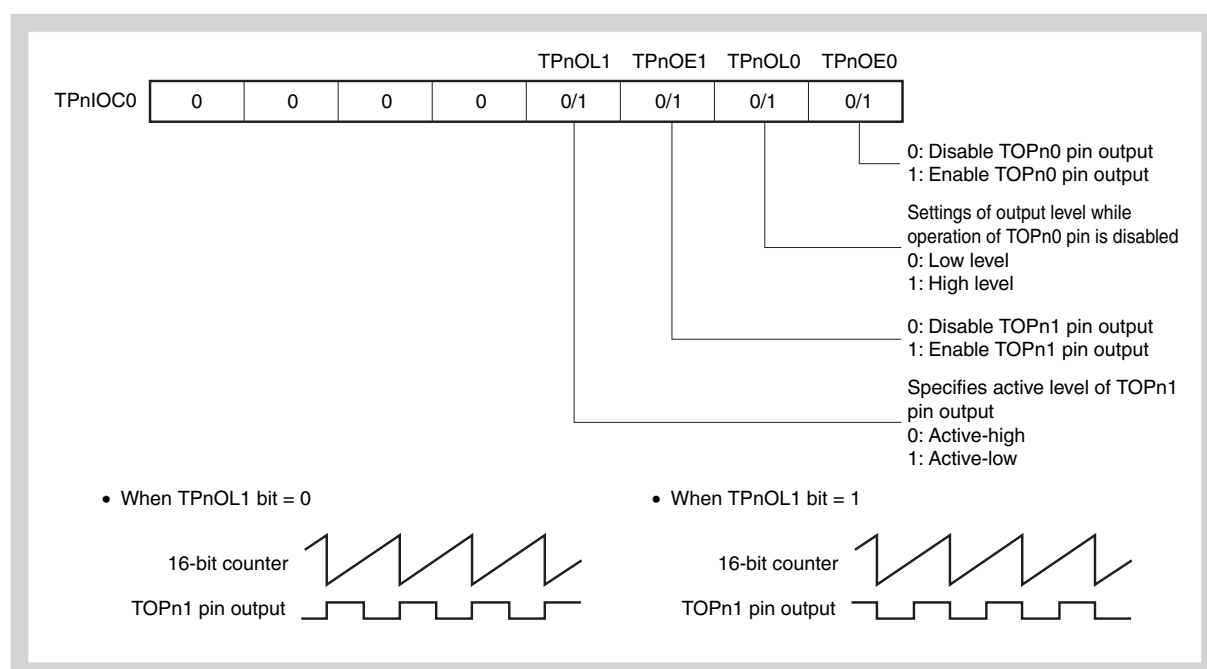 TPnOL1 TPnOE1 TPnOL0 TPnOE0
TPnIOC0 0 0 0 0 0/1 0/1 0/1 0/1
0: Disable TOPn0 pin output
1: Enable TOPn0 pin output
Settings of output level while
operation of TOPn0 pin is disabled
0: Low level
1: High level
0: Disable TOPn1 pin output
1: Enable TOPn1 pin output
Specifies active level of TOPn1
pin output
0: Active-high
1: Active-low
• When TPnOL1 bit = 0
16-bit counter
TOPn1 pin output
• When TPnOL1 bit = 1
16-bit counter
TOPn1 pin output